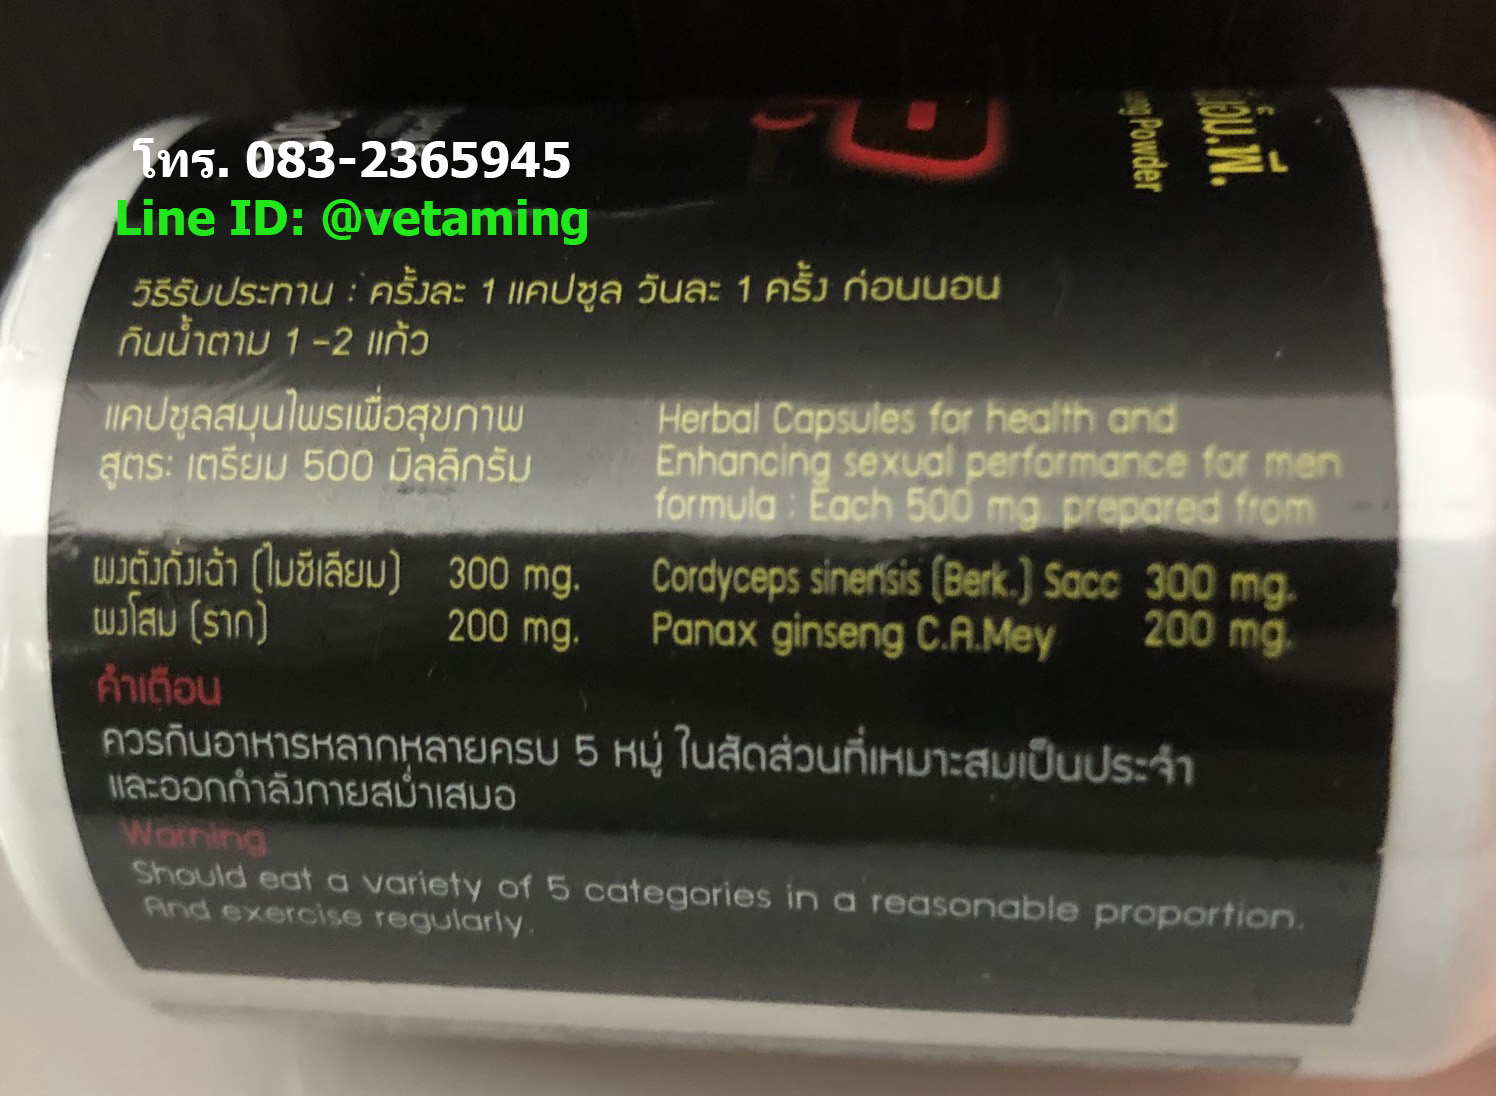 โทร. 083-2365945
Line ID: @vetaming
Powder
วิธีรับประทาน : ครั้งละ 1 แคปซูล วันละ 1 ครั้ง ก่อนนอน
กินน้ำตาม 1 -2 แก้ว
แคปซูลสมุนไพรเพื่อสุขภาพ
สูตร: เตรียม 500 มิลลิกรัม
Herbal Capsules for health and
Enhancing sexual performance for men
formula : Each 500 mg. prepared from
ผงตังถั่งเฉ้า (ไมซีเลียม) 300 mg.
ผงโสม (ราก) 200 mg.
Cordyceps sinensis (Berk.) Sacc 300 mg.
Panax ginseng C.A.Mey 200 mg.
คำเตือน
ควรกินอาหารหลากหลายครบ 5 หมู่ ในสัดส่วนที่เหมาะสมเป็นประจำ
และออกกำลังกายสม่ำเสมอ
Warning
Should eat a variety of 5 categories in a reasonable proportion.
And exercise regularly.